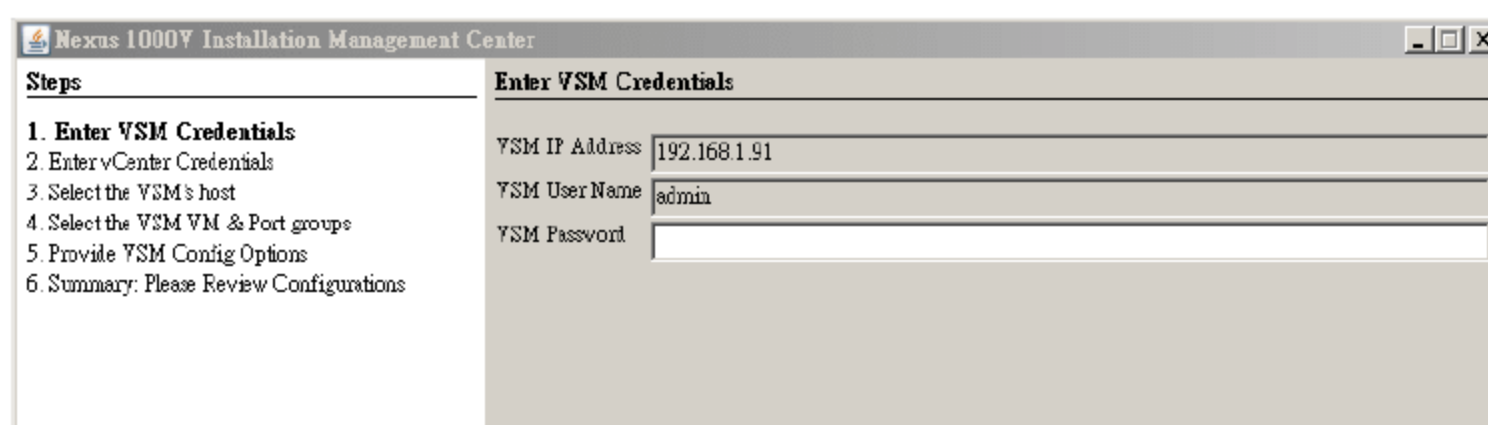 Nexus 1000V Installation Management Center
Steps
1. Enter VSM Credentials
2. Enter vCenter Credentials
3. Select the VSM's host
4. Select the VSM VM & Port groups
5. Provide VSM Config Options
6. Summary: Please Review Configurations
Enter VSM Credentials
VSM IP Address 192.168.1.91
VSM User Name admin
VSM Password